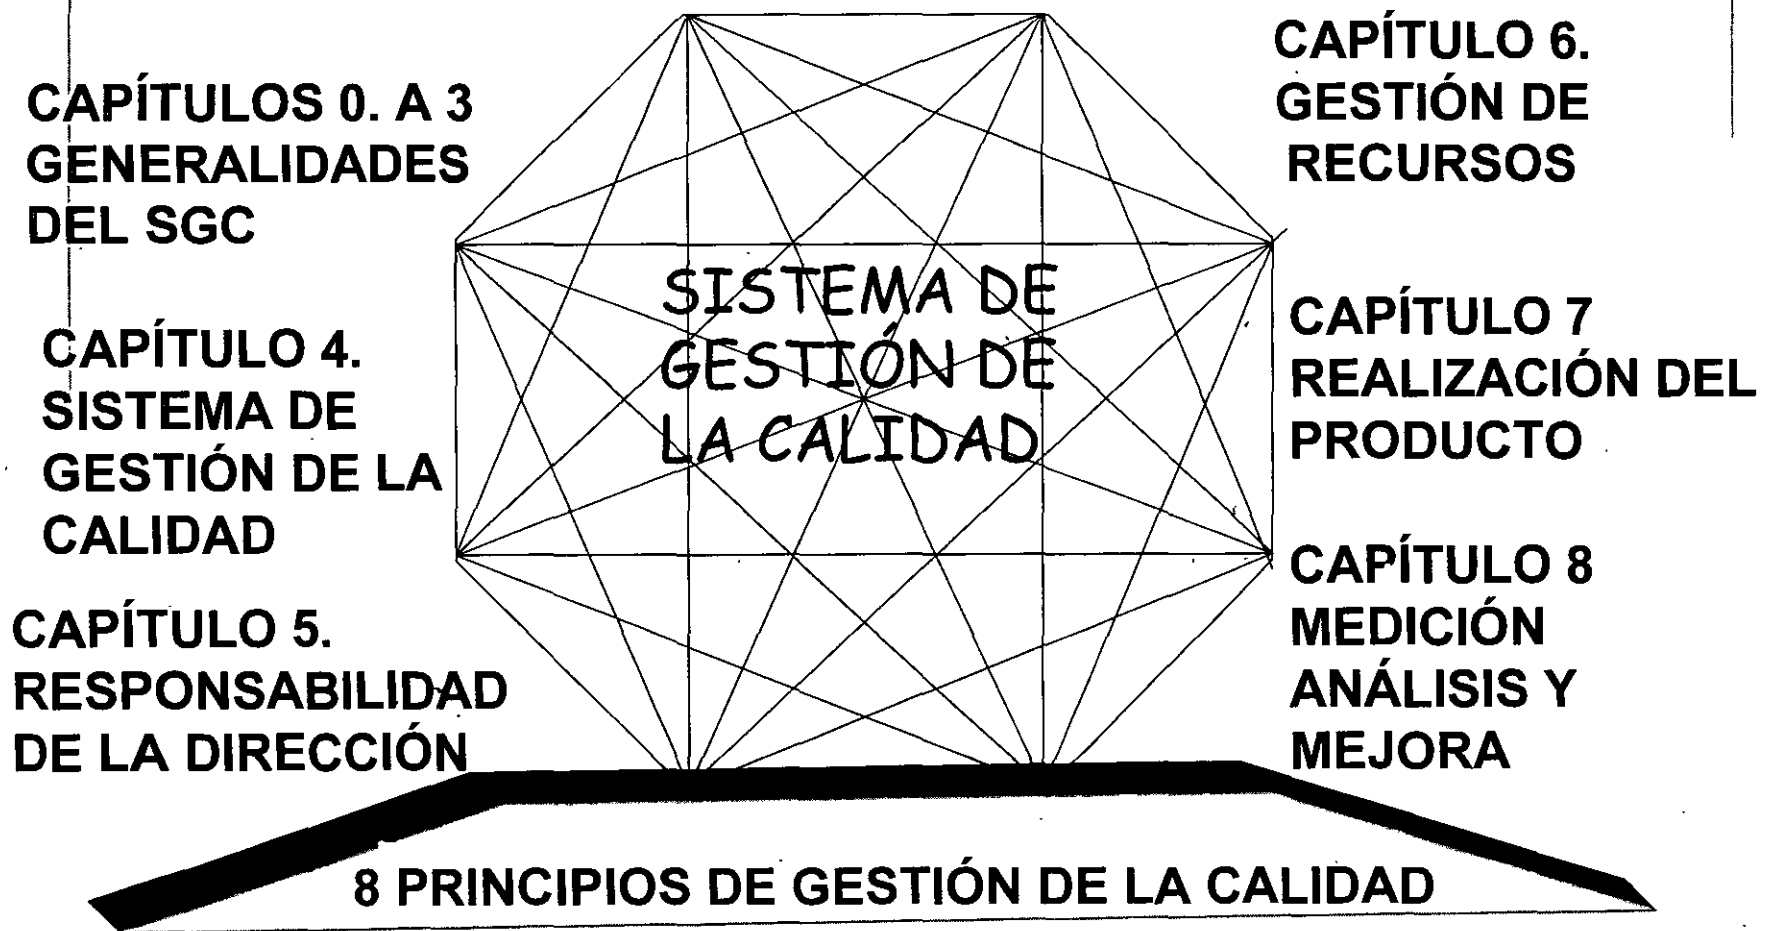 CAPÍTULOS 0. A 3
GENERALIDADES
DEL SGC
CAPÍTULO 4.
SISTEMA DE
GESTIÓN DE LA
CALIDAD
CAPÍTULO 5.
RESPONSABILIDAD
DE LA DIRECCIÓN
SISTEMA DE
GESTIÓN DE
LA CALIDAD
CAPÍTULO 6.
GESTIÓN DE
RECURSOS
CAPÍTULO 7
REALIZACIÓN DEL
PRODUCTO
CAPÍTULO 8
MEDICIÓN
ANÁLISIS Y
MEJORA
8 PRINCIPIOS DE GESTIÓN DE LA CALIDAD